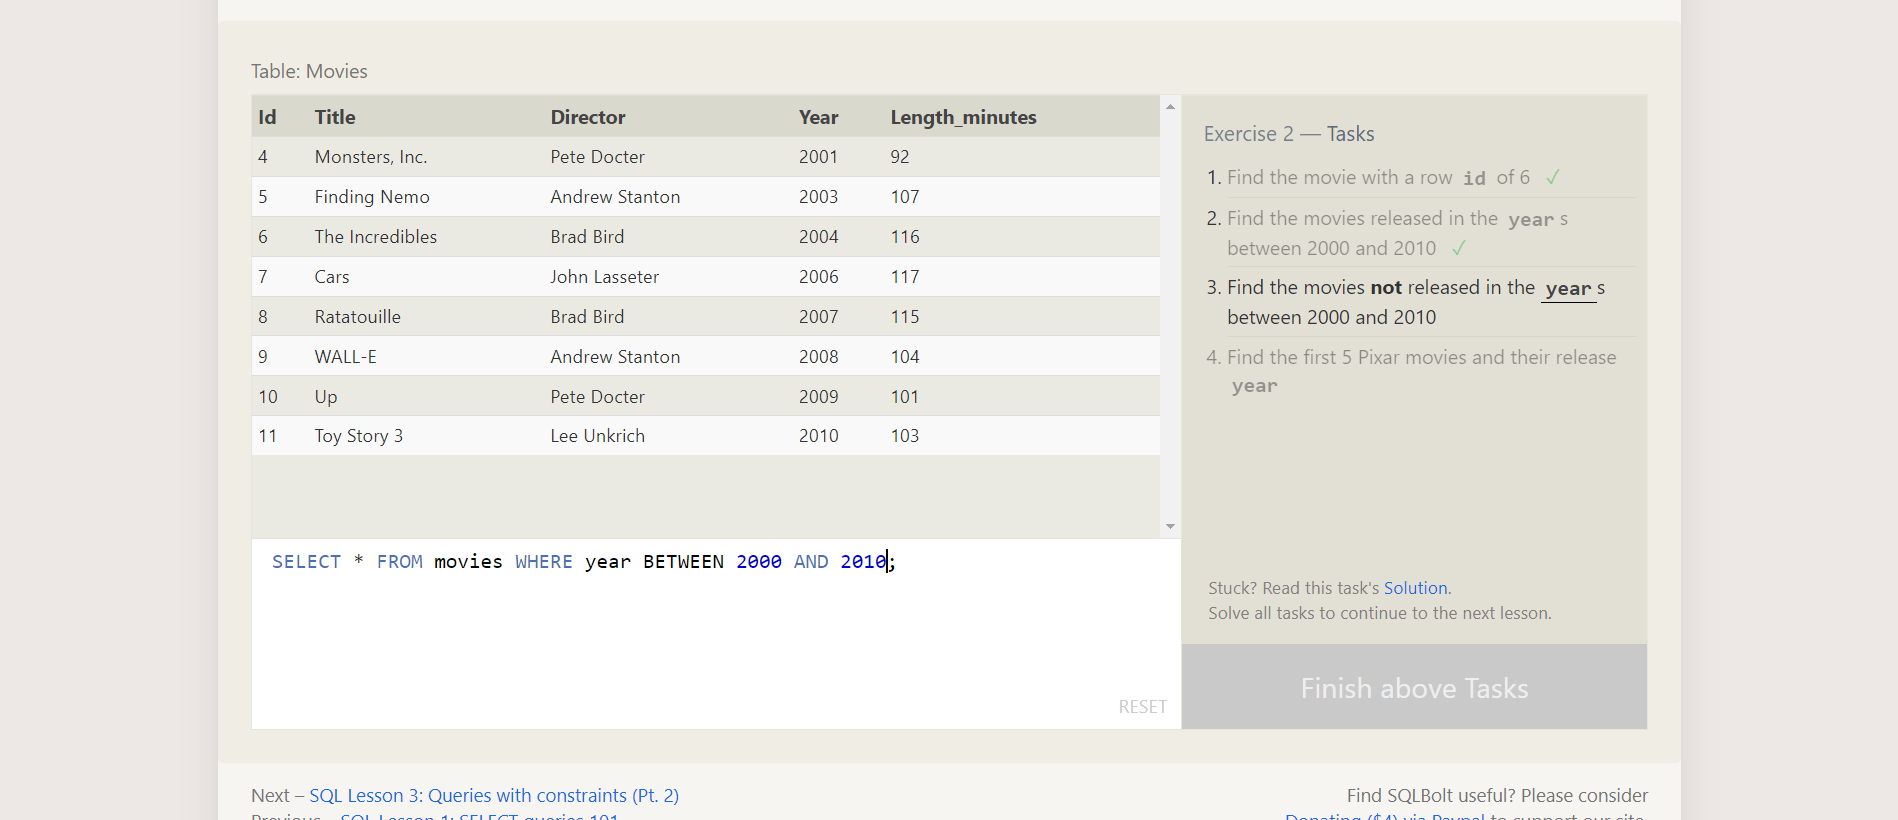 Table: Movies
Id Title Director Year Length_minutes
4 Monsters, Inc. Pete Docter 2001 92
5 Finding Nemo Andrew Stanton 2003 107
6 The Incredibles Brad Bird 2004 116
7 Cars John Lasseter 2006 117
8 Ratatouille Brad Bird 2007 115
9 WALL-E Andrew Stanton 2008 104
10 Up Pete Docter 2009 101
11 Toy Story 3 Lee Unkrich 2010 103
SELECT * FROM movies WHERE year BETWEEN 2000 AND 2010;
RESET
Exercise 2 — Tasks
1. Find the movie with a row id of 6 ✓
2. Find the movies released in the year s
between 2000 and 2010 ✓
3. Find the movies not released in the year s
between 2000 and 2010
4. Find the first 5 Pixar movies and their release
year
Stuck? Read this task's Solution.
Solve all tasks to continue to the next lesson.
Finish above Tasks
Next – SQL Lesson 3: Queries with constraints (Pt. 2)
Previous – SQL Lesson 1: SELECT queries 101
Find SQLBolt useful? Please consider
Donating ($4) via Paypal to support our site.